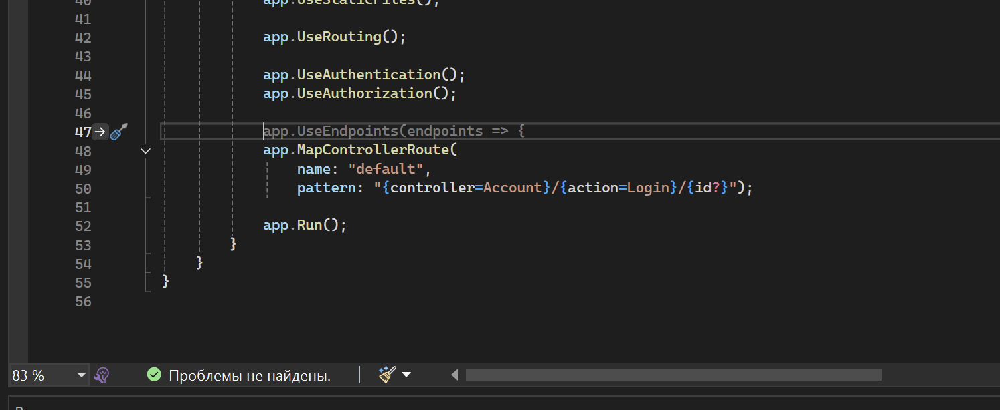 40 app.UseStaticFiles();
41
42 app.UseRouting();
43
44 app.UseAuthentication();
45 app.UseAuthorization();
46
47 app.UseEndpoints(endpoints => {
48 app.MapControllerRoute(
49 name: "default",
50 pattern: "{controller=Account}/{action=Login}/{id?}");
51
52 app.Run();
53 }
54 }
55 }
56
83 % Проблемы не найдены.